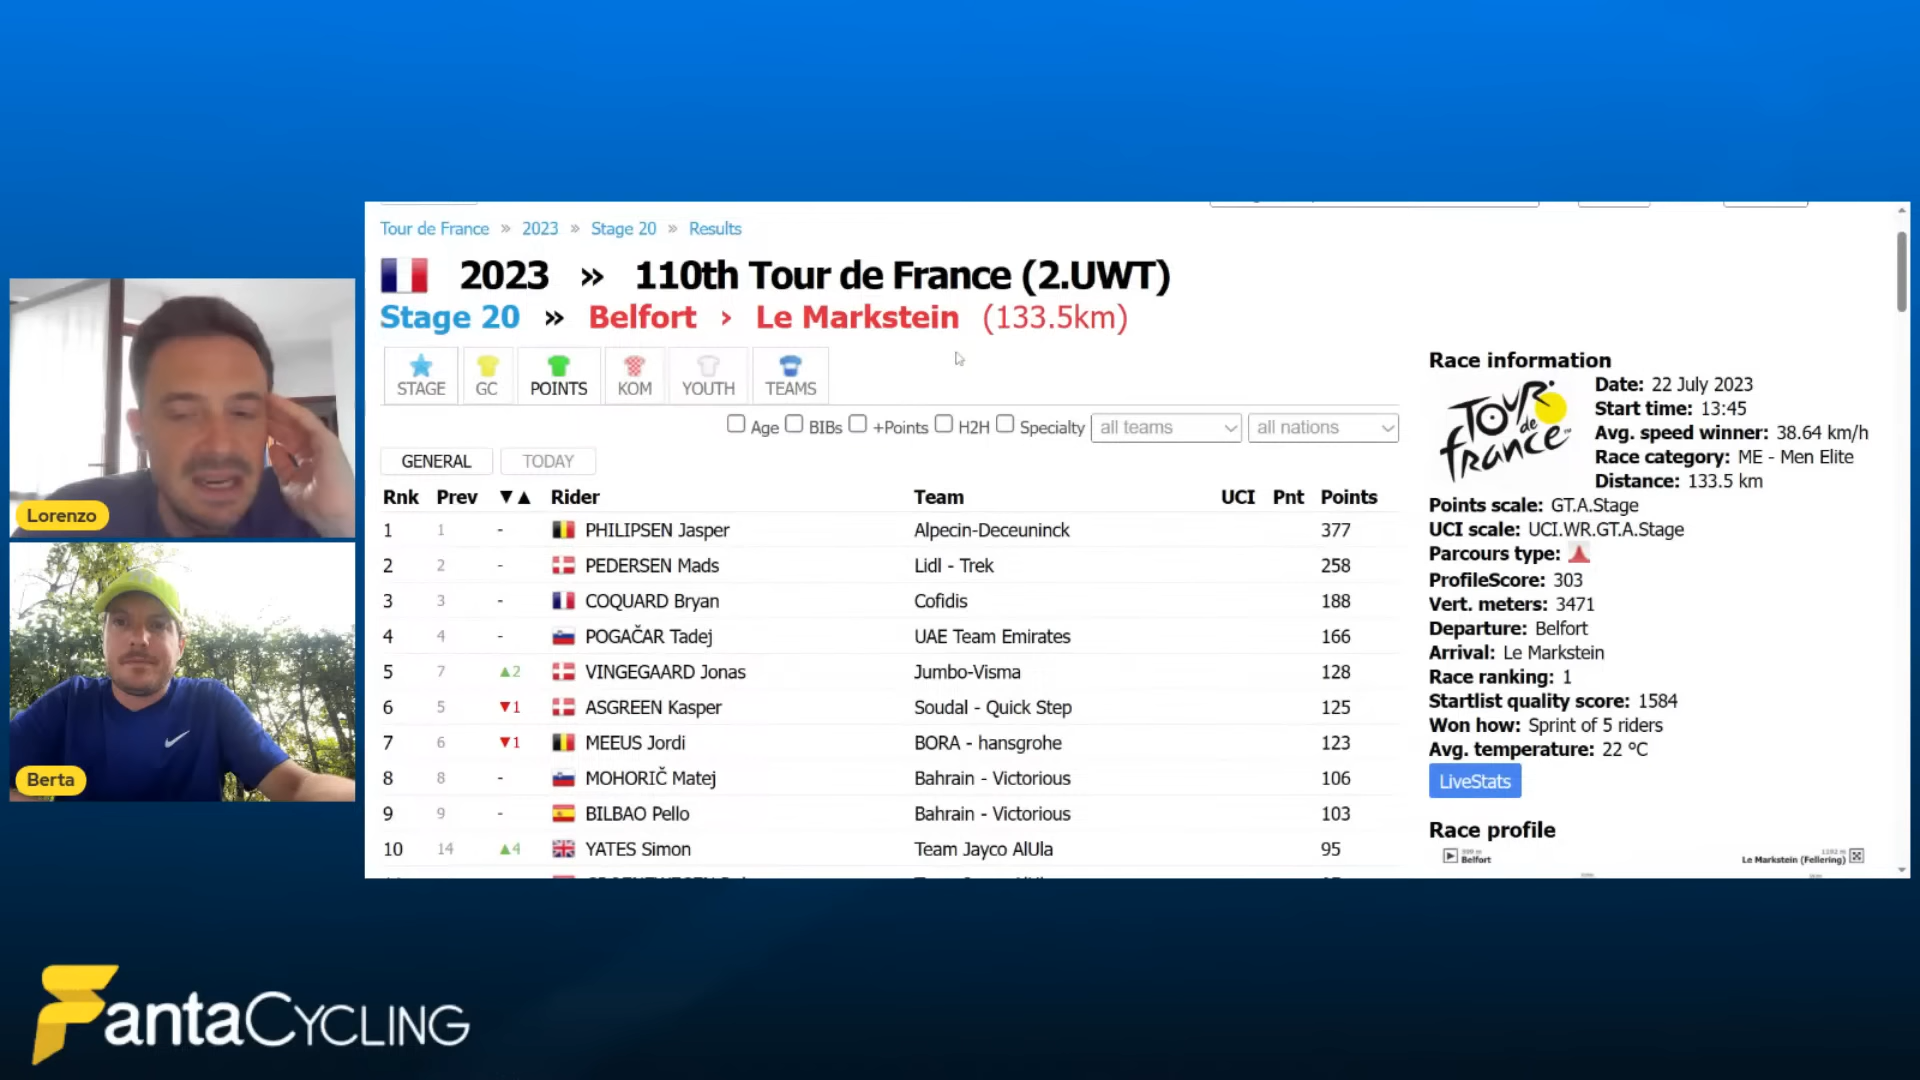 Tour de France » 2023 » Stage 20 » Results
2023 » 110th Tour de France (2.UWT)
Stage 20 » Belfort › Le Markstein (133.5km)
STAGE GC POINTS KOM YOUTH TEAMS
Age BIBs +Points H2H Specialty all teams all nations
GENERAL TODAY
Rnk Prev ▼▲ Rider Team UCI Pnt Points
1 1 - PHILIPSEN Jasper Alpecin-Deceuninck 377
2 2 - PEDERSEN Mads Lidl - Trek 258
3 3 - COQUARD Bryan Cofidis 188
4 4 - POGAČAR Tadej UAE Team Emirates 166
5 7 ▲2 VINGEGAARD Jonas Jumbo-Visma 128
6 5 ▼1 ASGREEN Kasper Soudal - Quick Step 125
7 6 ▼1 MEEUS Jordi BORA - hansgrohe 123
8 8 - MOHORIČ Matej Bahrain - Victorious 106
9 9 - BILBAO Pello Bahrain - Victorious 103
10 14 ▲4 YATES Simon Team Jayco AlUla 95
Race information
TOUR de france
Date: 22 July 2023
Start time: 13:45
Avg. speed winner: 38.64 km/h
Race category: ME - Men Elite
Distance: 133.5 km
Points scale: GT.A.Stage
UCI scale: UCI.WR.GT.A.Stage
Parcours type:
ProfileScore: 303
Vert. meters: 3471
Departure: Belfort
Arrival: Le Markstein
Race ranking: 1
Startlist quality score: 1584
Won how: Sprint of 5 riders
Avg. temperature: 22 °C
LiveStats
Race profile
Belfort
Le Markstein (Fellering)
Lorenzo
Berta
FantaCYCLING